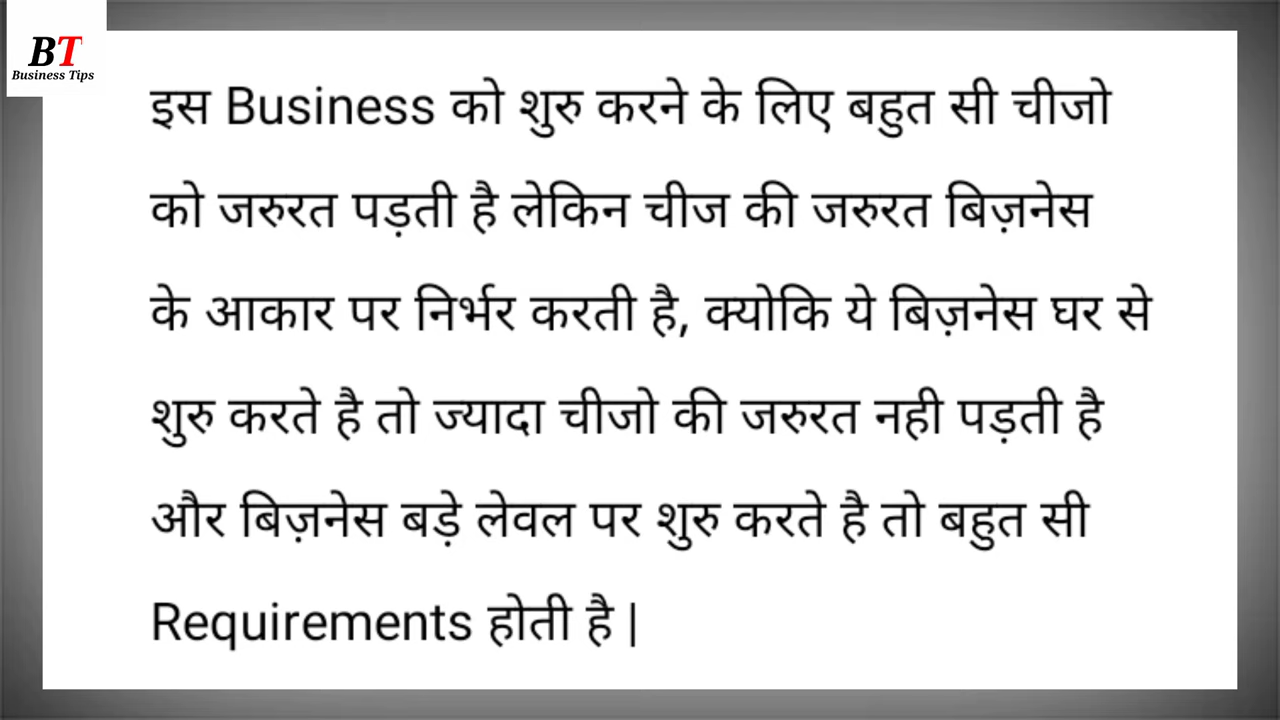 BT
Business Tips
इस Business को शुरु करने के लिए बहुत सी चीजो
को जरुरत पड़ती है लेकिन चीज की जरुरत बिज़नेस
के आकार पर निर्भर करती है, क्योकि ये बिज़नेस घर से
शुरु करते है तो ज्यादा चीजो की जरुरत नही पड़ती है
और बिज़नेस बड़े लेवल पर शुरु करते है तो बहुत सी
Requirements होती है |